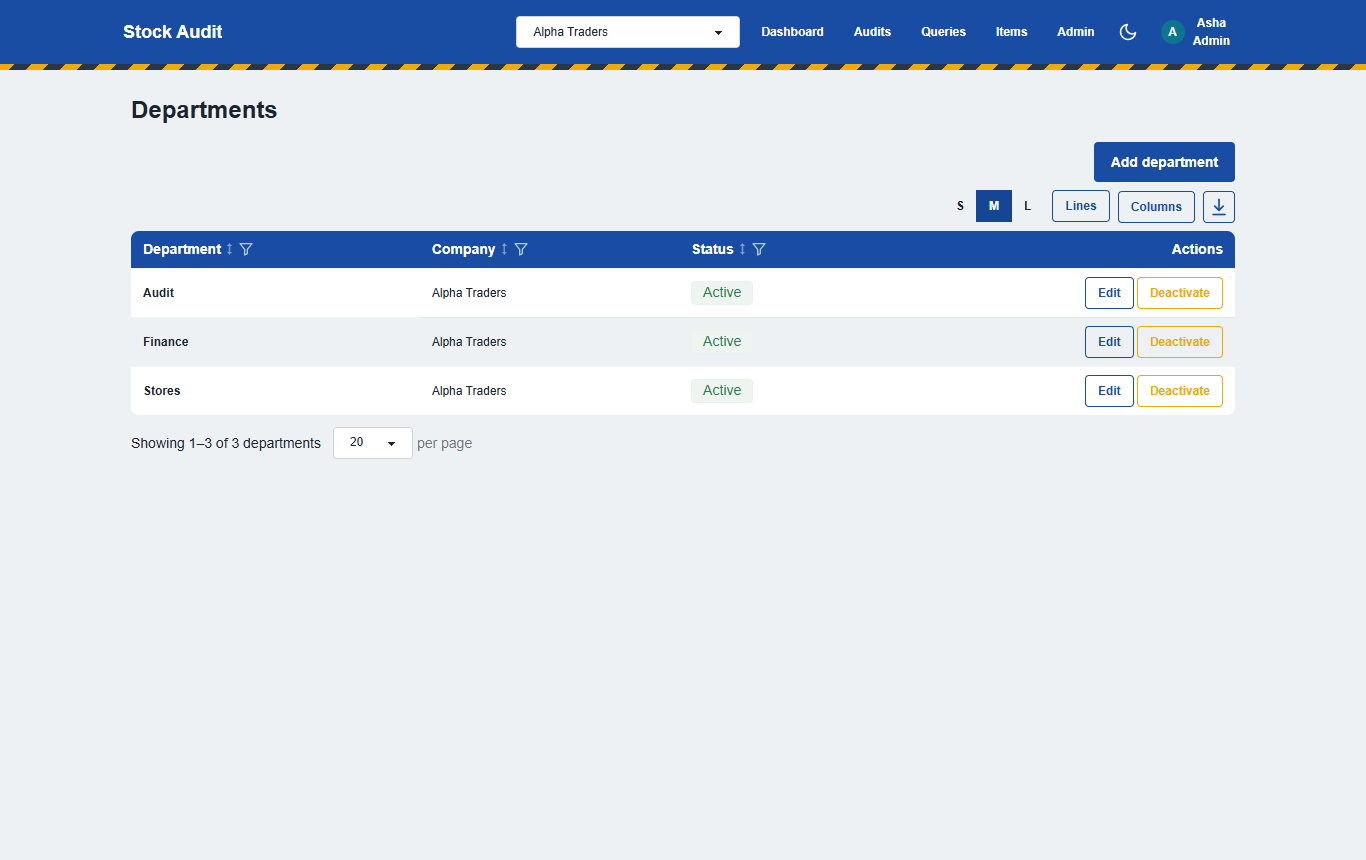 Stock Audit
Alpha Traders
Dashboard
Audits
Queries
Items
Admin
A
Asha
Admin
Departments
Add department
S M L Lines Columns
Department Company Status Actions
Audit Alpha Traders Active Edit Deactivate
Finance Alpha Traders Active Edit Deactivate
Stores Alpha Traders Active Edit Deactivate
Showing 1–3 of 3 departments 20 per page